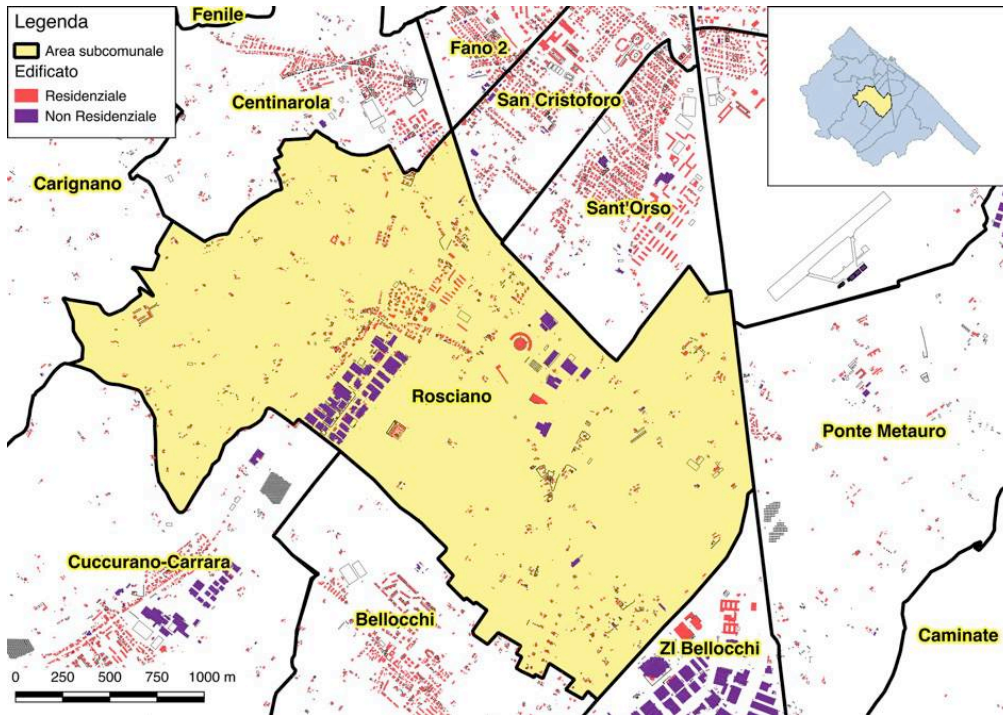 Legenda
Area subcomunale
Edificato
Residenziale
Non Residenziale
Fenile
Fano 2
Centinarola
San Cristoforo
Carignano
Sant'Orso
Rosciano
Ponte Metauro
Cuccurano-Carrara
Bellocchi
ZI Bellocchi
Caminate
0 250 500 750 1000 m